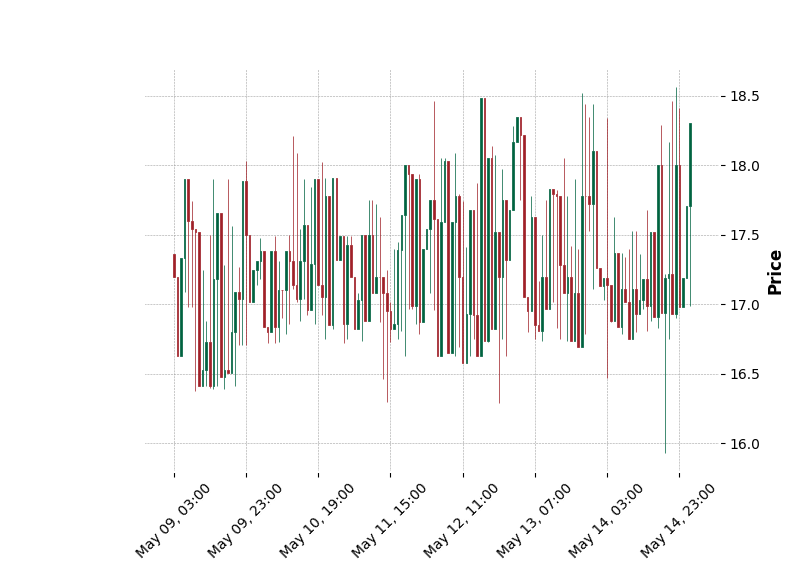 18.5
18.0
17.5
17.0
16.5
16.0
Price
May 09, 03:00
May 09, 23:00
May 10, 19:00
May 11, 15:00
May 12, 11:00
May 13, 07:00
May 14, 03:00
May 14, 23:00